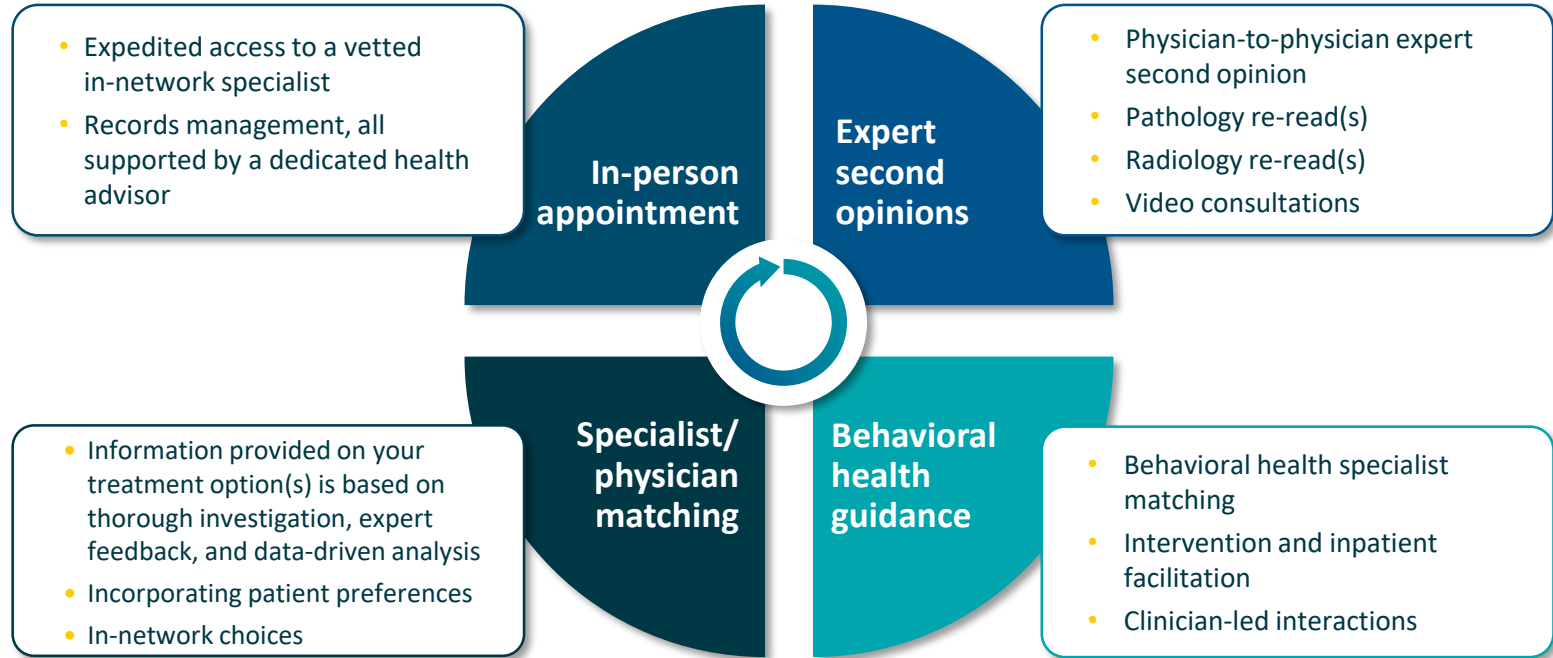 • Expedited access to a vetted
in-network specialist
• Records management, all
supported by a dedicated health
advisor
In-person
appointment
Expert
second
opinions
• Physician-to-physician expert
second opinion
• Pathology re-read(s)
• Radiology re-read(s)
• Video consultations
• Information provided on your
treatment option(s) is based on
thorough investigation, expert
feedback, and data-driven analysis
• Incorporating patient preferences
• In-network choices
Specialist/
physician
matching
Behavioral
health
guidance
• Behavioral health specialist
matching
• Intervention and inpatient
facilitation
• Clinician-led interactions